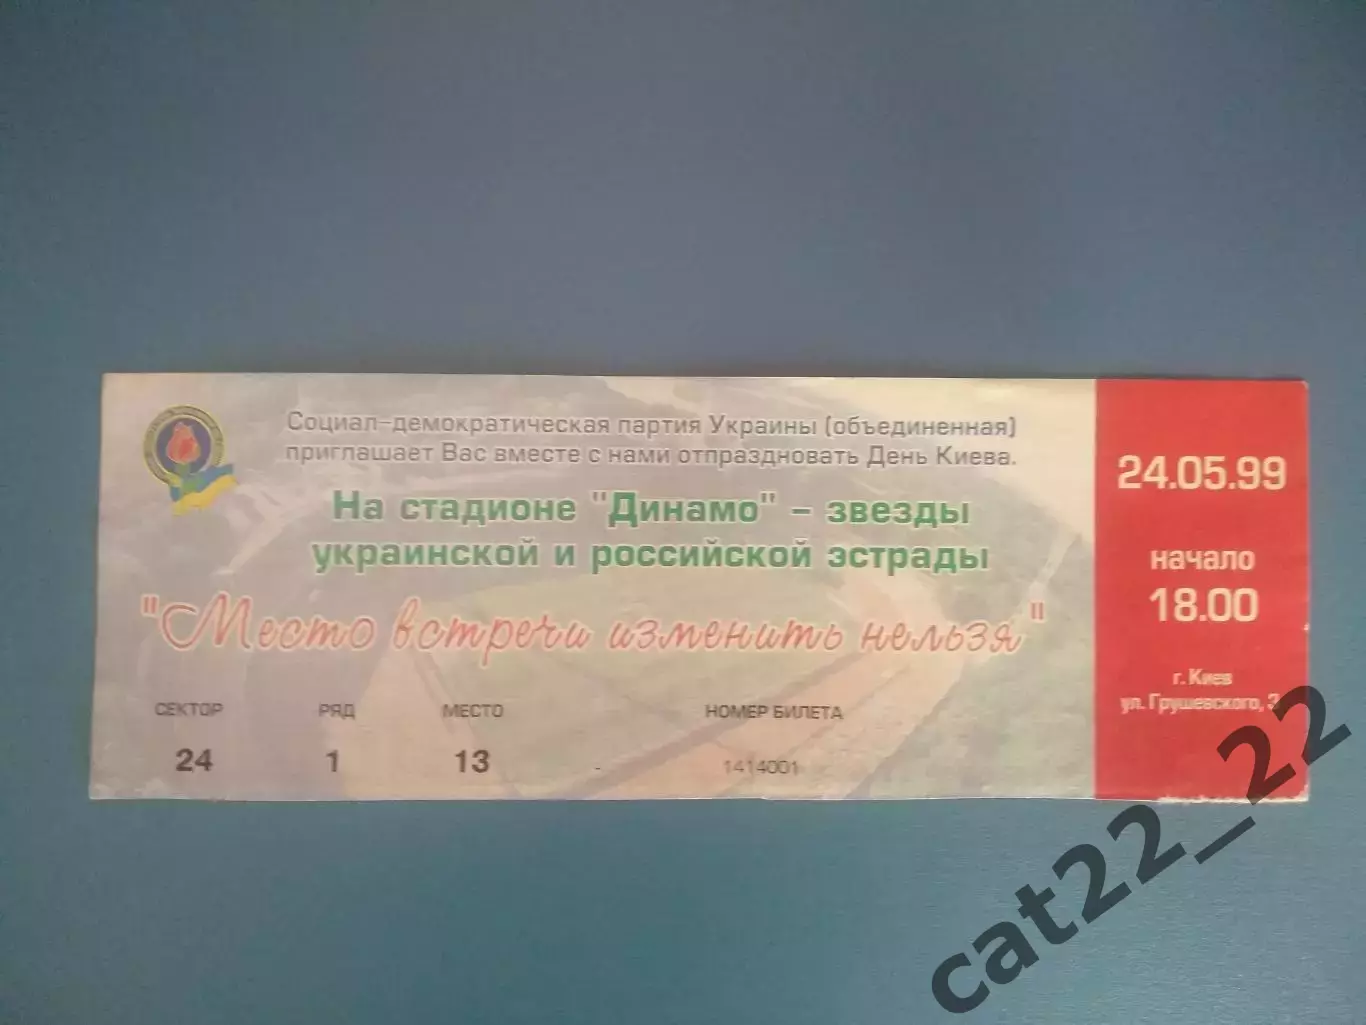 Социал-демократическая партия Украины (объединенная)
приглашает Вас вместе с нами отпраздновать День Киева.
На стадионе "Динамо" - звезды
украинской и российской эстрады
"Место встречи изменить нельзя"
СЕКТОР РЯД МЕСТО НОМЕР БИЛЕТА
24 1 13 - 1414001
24.05.99
начало
18.00
г. Киев
ул. Грушевского, 3
cat22_22